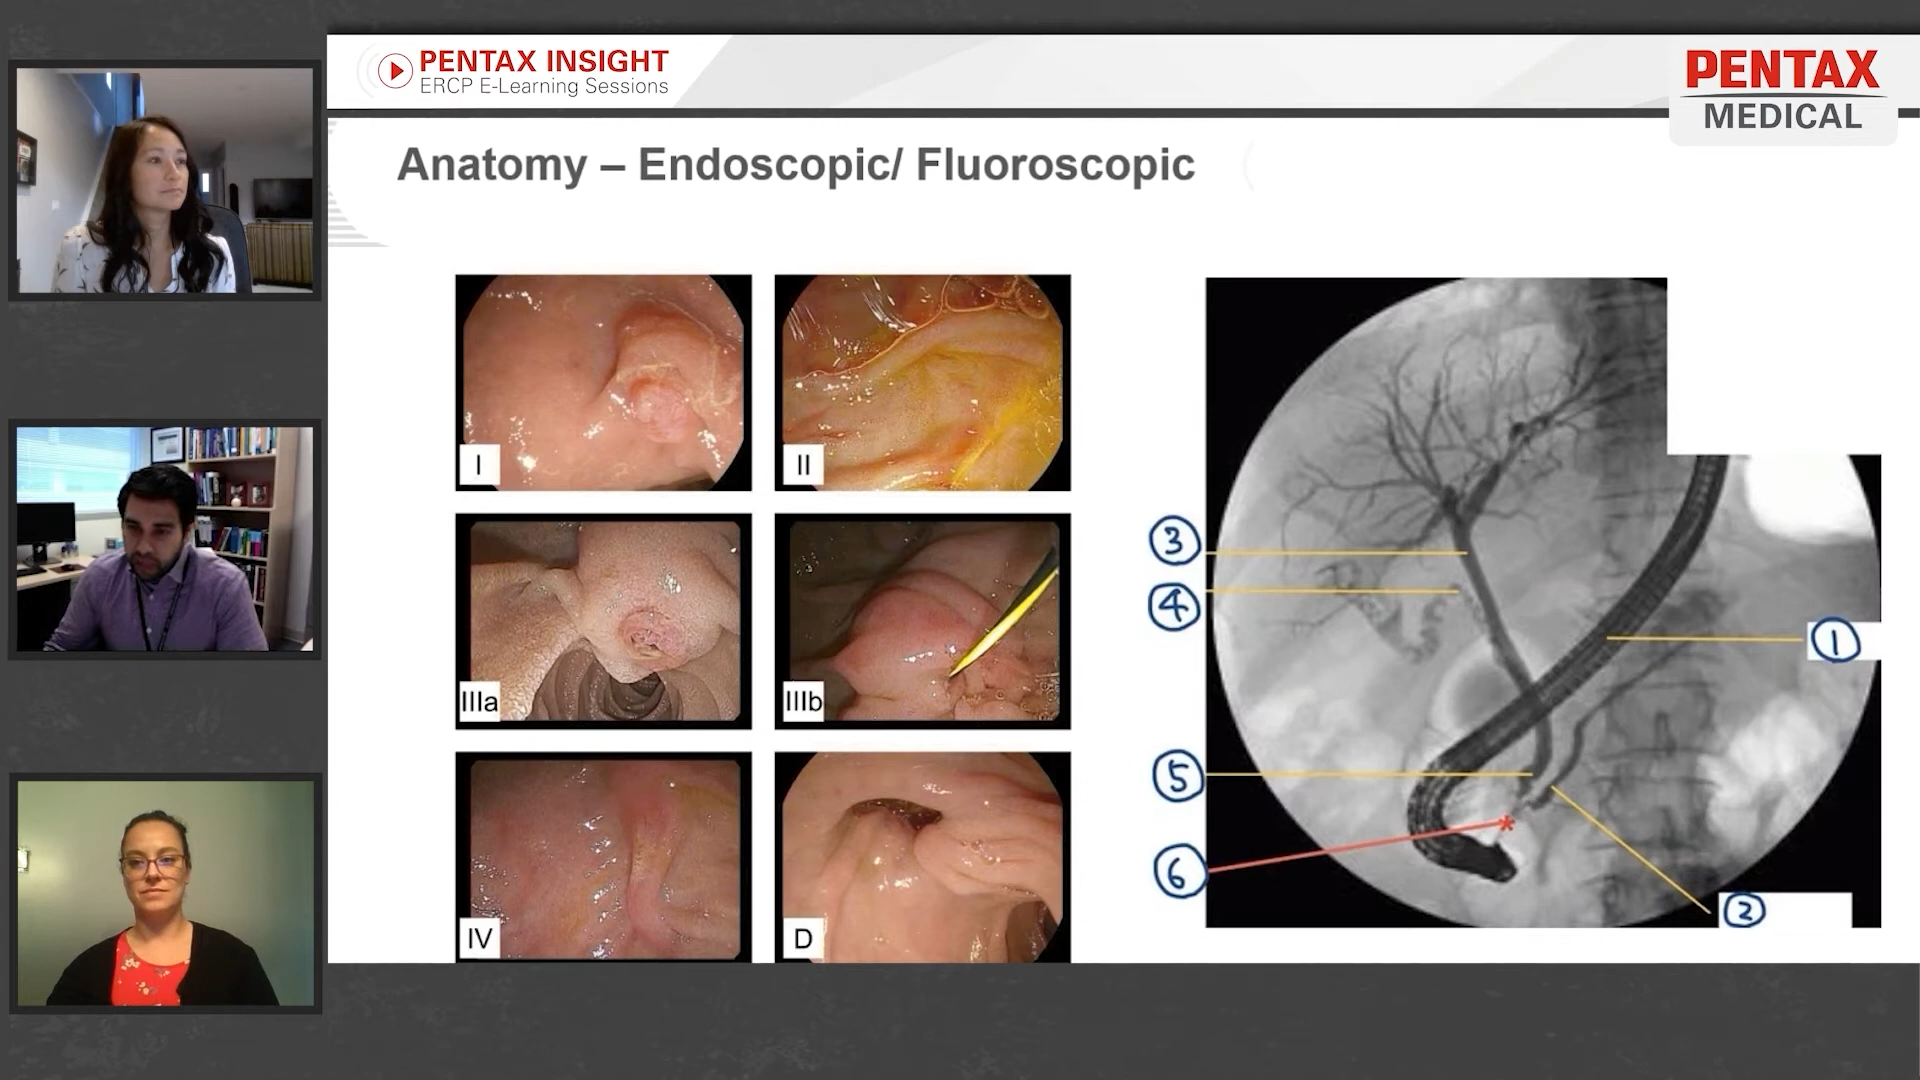 PENTAX INSIGHT
ERCP E-Learning Sessions
PENTAX
MEDICAL
Anatomy – Endoscopic/ Fluoroscopic
I
II
IIIa
IIIb
IV
D
3
4
1
5
6
*
2